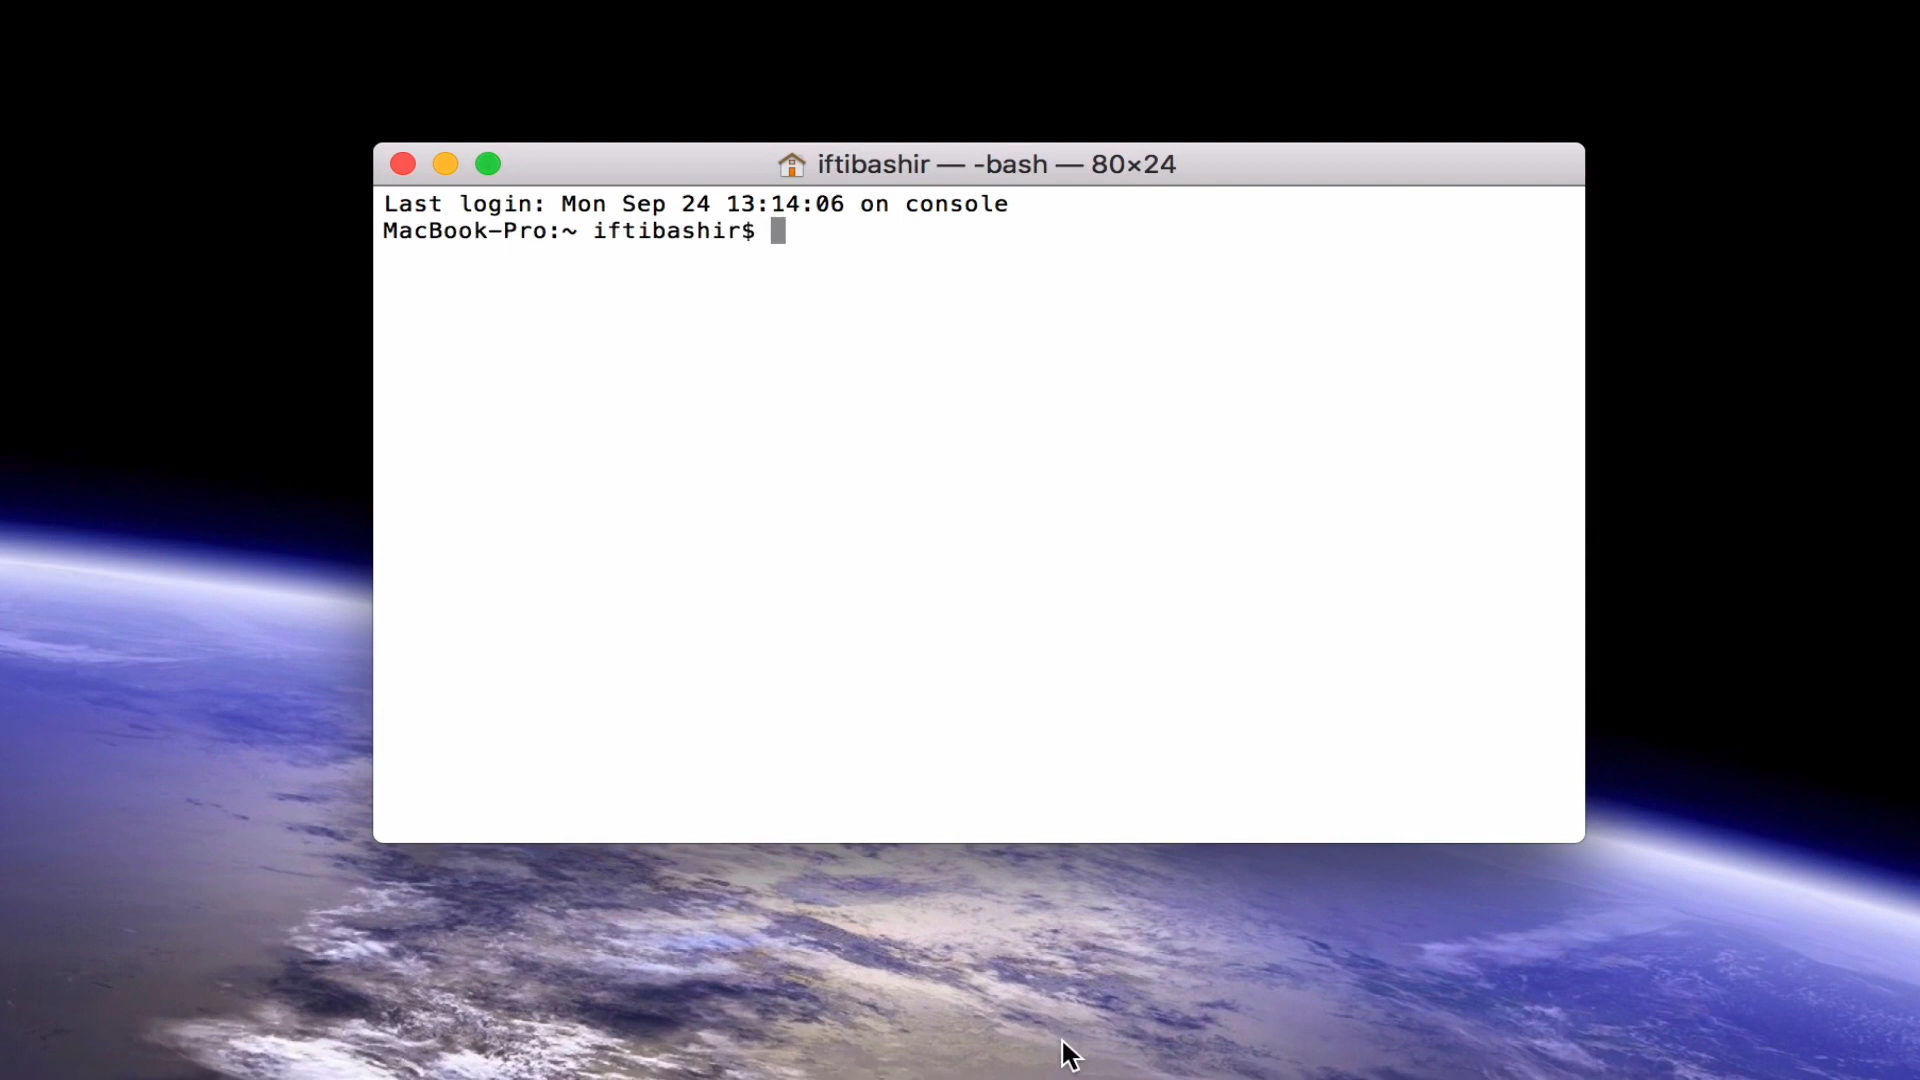 iftibashir — -bash — 80×24
Last login: Mon Sep 24 13:14:06 on console
MacBook-Pro:~ iftibashir$